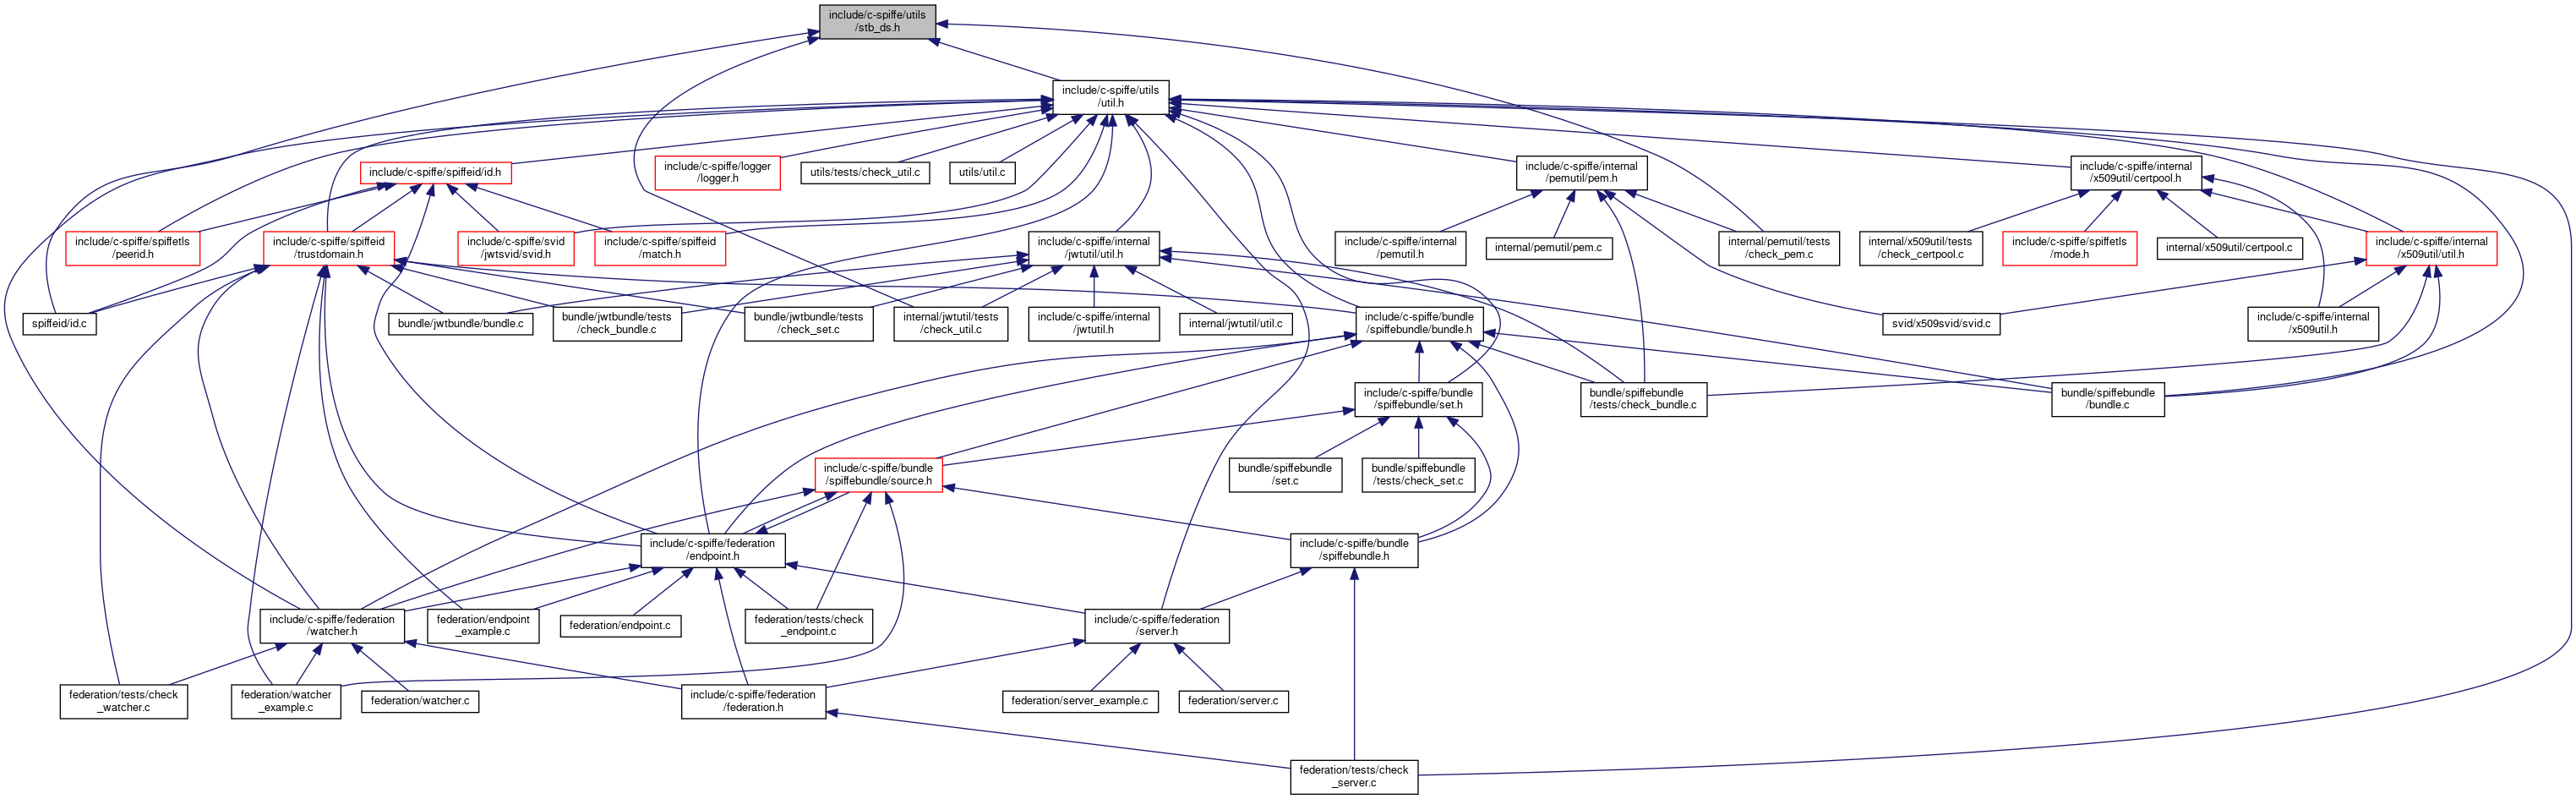 include/c-spiffe/utils
/stb_ds.h
include/c-spiffe/utils
/util.h
include/c-spiffe/spiffeid/id.h
include/c-spiffe/logger
/logger.h
utils/tests/check_util.c
utils/util.c
include/c-spiffe/internal
/pemutil/pem.h
include/c-spiffe/internal
/x509util/certpool.h
include/c-spiffe/spiffetls
/peerid.h
include/c-spiffe/spiffeid
/trustdomain.h
include/c-spiffe/svid
/jwtsvid/svid.h
include/c-spiffe/spiffeid
/match.h
include/c-spiffe/internal
/jwtutil/util.h
include/c-spiffe/internal
/pemutil.h
internal/pemutil/pem.c
internal/pemutil/tests
/check_pem.c
internal/x509util/tests
/check_certpool.c
include/c-spiffe/spiffetls
/mode.h
internal/x509util/certpool.c
include/c-spiffe/internal
/x509util/util.h
spiffeid/id.c
bundle/jwtbundle/bundle.c
bundle/jwtbundle/tests
/check_bundle.c
bundle/jwtbundle/tests
/check_set.c
internal/jwtutil/tests
/check_util.c
include/c-spiffe/internal
/jwtutil.h
internal/jwtutil/util.c
include/c-spiffe/bundle
/spiffebundle/bundle.h
svid/x509svid/svid.c
include/c-spiffe/internal
/x509util.h
include/c-spiffe/bundle
/spiffebundle/set.h
bundle/spiffebundle
/tests/check_bundle.c
bundle/spiffebundle
/bundle.c
include/c-spiffe/bundle
/spiffebundle/source.h
bundle/spiffebundle
/set.c
bundle/spiffebundle
/tests/check_set.c
include/c-spiffe/federation
/endpoint.h
include/c-spiffe/bundle
/spiffebundle.h
include/c-spiffe/federation
/watcher.h
federation/endpoint
_example.c
federation/endpoint.c
federation/tests/check
_endpoint.c
include/c-spiffe/federation
/server.h
federation/tests/check
_watcher.c
federation/watcher
_example.c
federation/watcher.c
include/c-spiffe/federation
/federation.h
federation/server_example.c
federation/server.c
federation/tests/check
_server.c